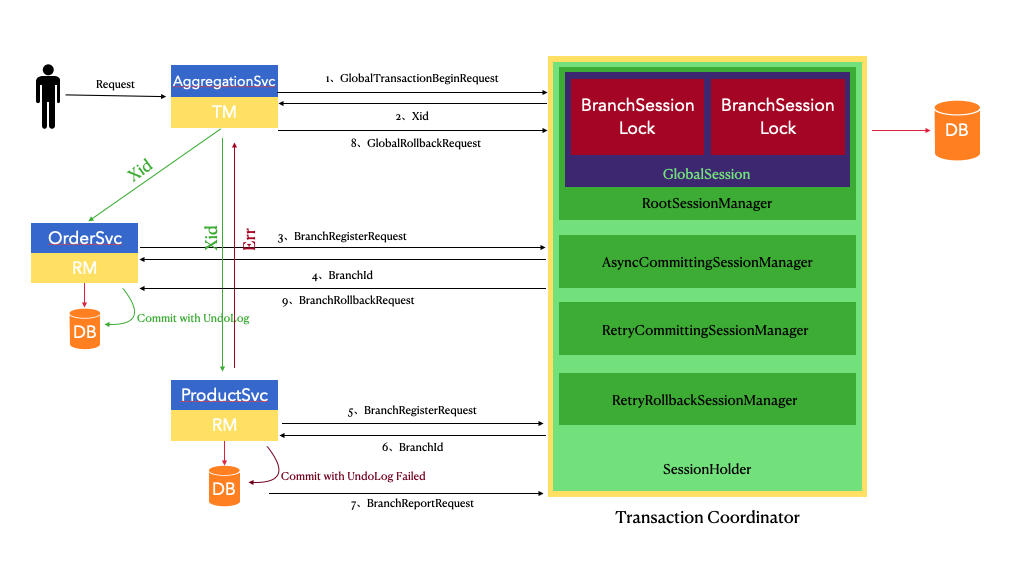 Request
AggregationSvc
TM
1、GlobalTransactionBeginRequest
2、Xid
8、GlobalRollbackRequest
BranchSession
Lock
BranchSession
Lock
GlobalSession
RootSessionManager
DB
Xid
Xid
Err
OrderSvc
RM
3、BranchRegisterRequest
4、BranchId
9、BranchRollbackRequest
AsyncCommittingSessionManager
DB
Commit with UndoLog
RetryCommittingSessionManager
ProductSvc
RM
5、BranchRegisterRequest
6、BranchId
RetryRollbackSessionManager
DB
Commit with UndoLog Failed
7、BranchReportRequest
SessionHolder
Transaction Coordinator